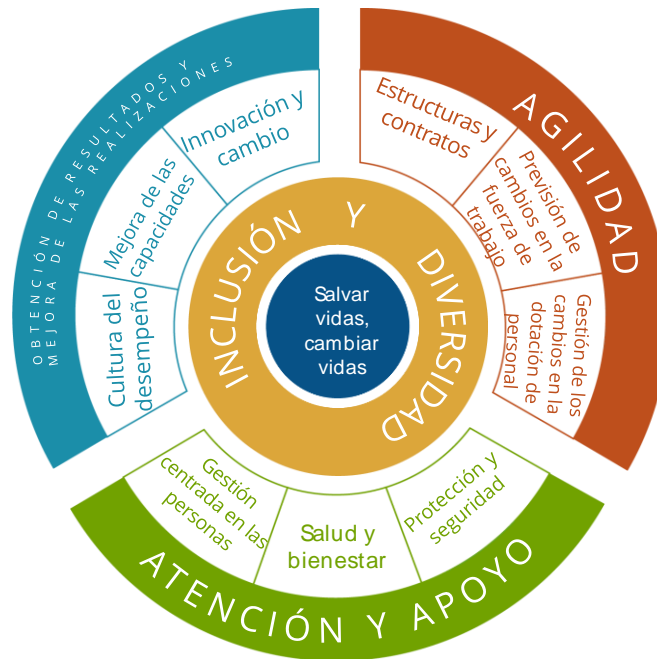 OBTENCIÓN DE RESULTADOS Y
MEJORA DE LAS REALIZACIONES
Innovación y
cambio
Mejora de las
capacidades
Cultura del
desempeño
AGILIDAD
Estructuras y
contratos
Previsión de
cambios en la
fuerza de
trabajo
Gestión de los
cambios en la
dotación de
personal
INCLUSIÓN Y DIVERSIDAD
Salvar
vidas,
cambiar
vidas
Gestión
centrada en las
personas
Salud y
bienestar
Protección y
seguridad
ATENCIÓN Y APOYO